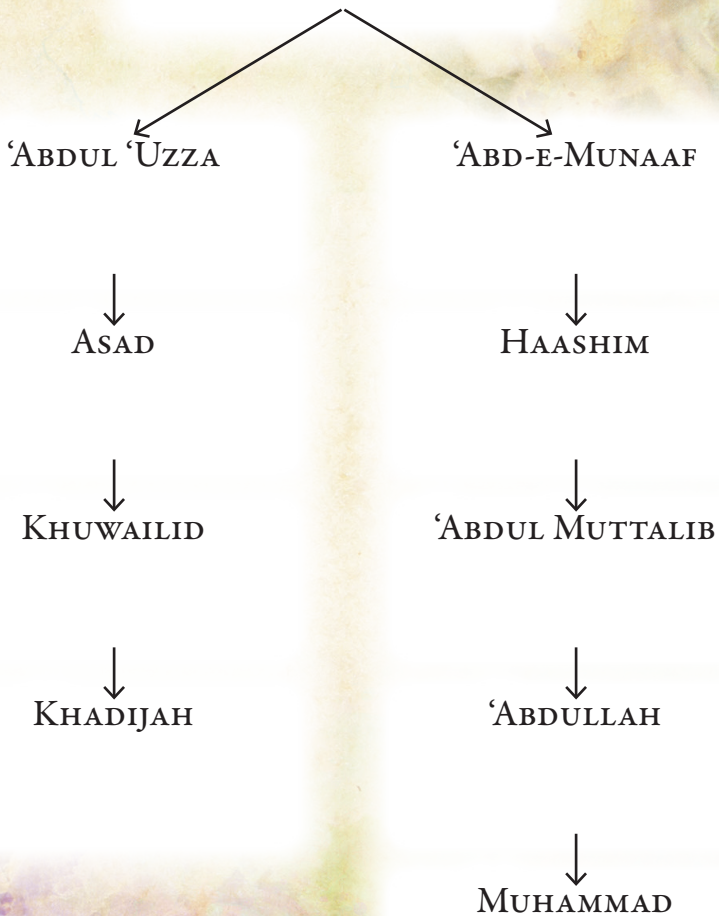 ‘Abdul ‘Uzza
‘Abd-e-Munaaf
Asad
Haashim
Khuwailid
‘Abdul Muttalib
Khadijah
‘Abdullah
Muhammad